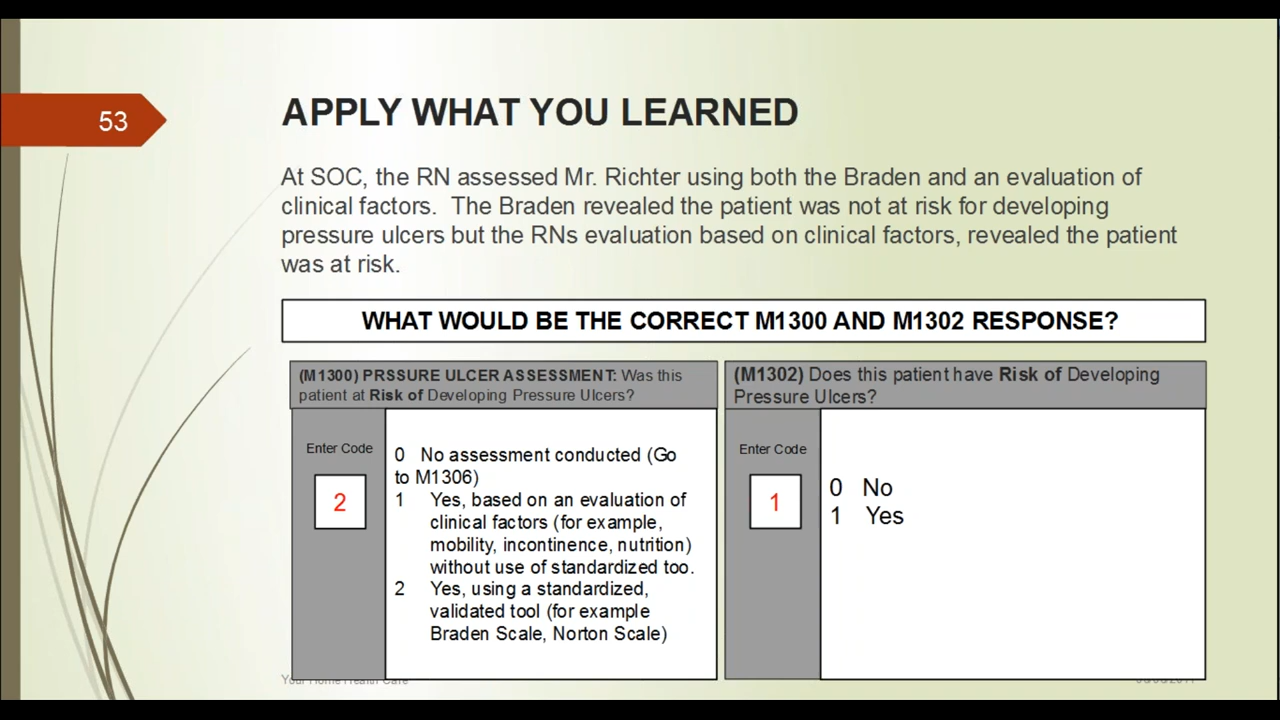 53
APPLY WHAT YOU LEARNED
At SOC, the RN assessed Mr. Richter using both the Braden and an evaluation of
clinical factors.  The Braden revealed the patient was not at risk for developing
pressure ulcers but the RNs evaluation based on clinical factors, revealed the patient
was at risk.
WHAT WOULD BE THE CORRECT M1300 AND M1302 RESPONSE?
(M1300) PRSSURE ULCER ASSESSMENT: Was this
patient at Risk of Developing Pressure Ulcers?
Enter Code
2
0 No assessment conducted (Go
to M1306)
1 Yes, based on an evaluation of
clinical factors (for example,
mobility, incontinence, nutrition)
without use of standardized too.
2 Yes, using a standardized,
validated tool (for example
Braden Scale, Norton Scale)
(M1302) Does this patient have Risk of Developing
Pressure Ulcers?
Enter Code
1
0 No
1 Yes
Your Home Health Care